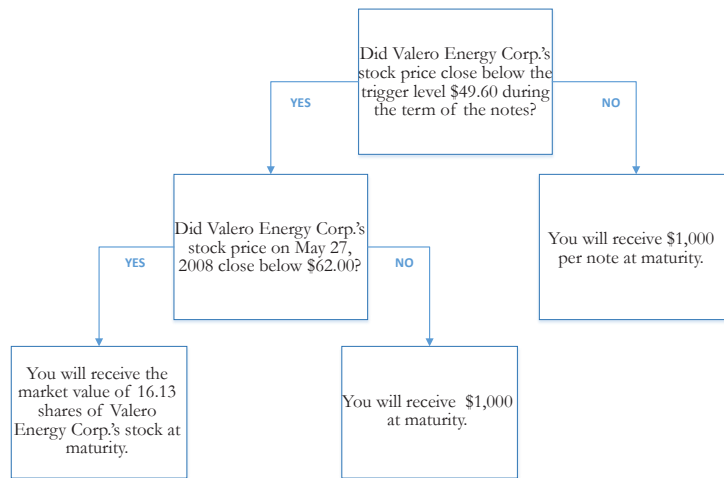 Did Valero Energy Corp.'s
stock price close below the
trigger level $49.60 during
the term of the notes?
YES
NO
Did Valero Energy Corp.'s
stock price on May 27,
2008 close below $62.00?
You will receive $1,000
per note at maturity.
YES
NO
You will receive the
market value of 16.13
shares of Valero
Energy Corp.'s stock at
maturity.
You will receive $1,000
at maturity.